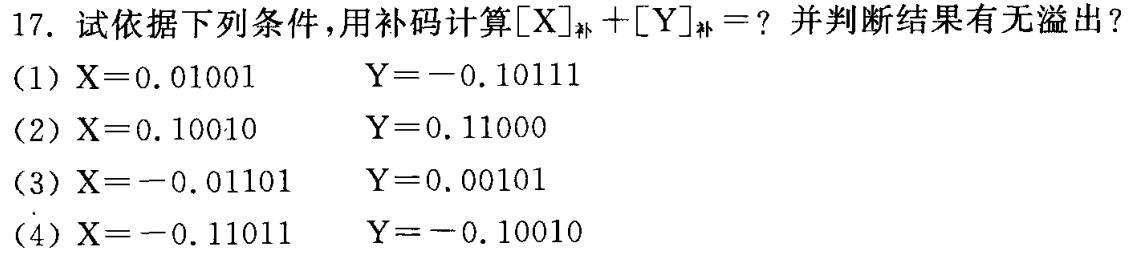 17. 试依据下列条件,用补码计算[X]补+[Y]补=? 并判断结果有无溢出?
(1) X=0.01001 Y=-0.10111
(2) X=0.10010 Y=0.11000
(3) X=-0.01101 Y=0.00101
(4) X=-0.11011 Y=-0.10010